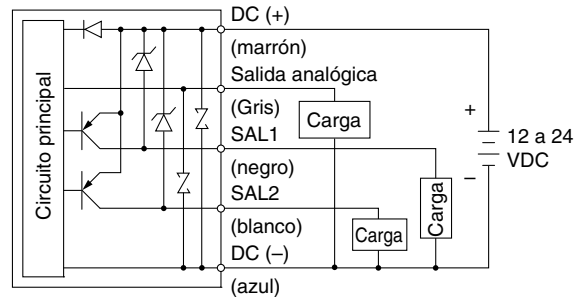 Circuito principal
DC (+)
(marrón)
Salida analógica
(Gris)
SAL1
(negro)
SAL2
(blanco)
DC (–)
(azul)
Carga
Carga
Carga
+
12 a 24
VDC
–